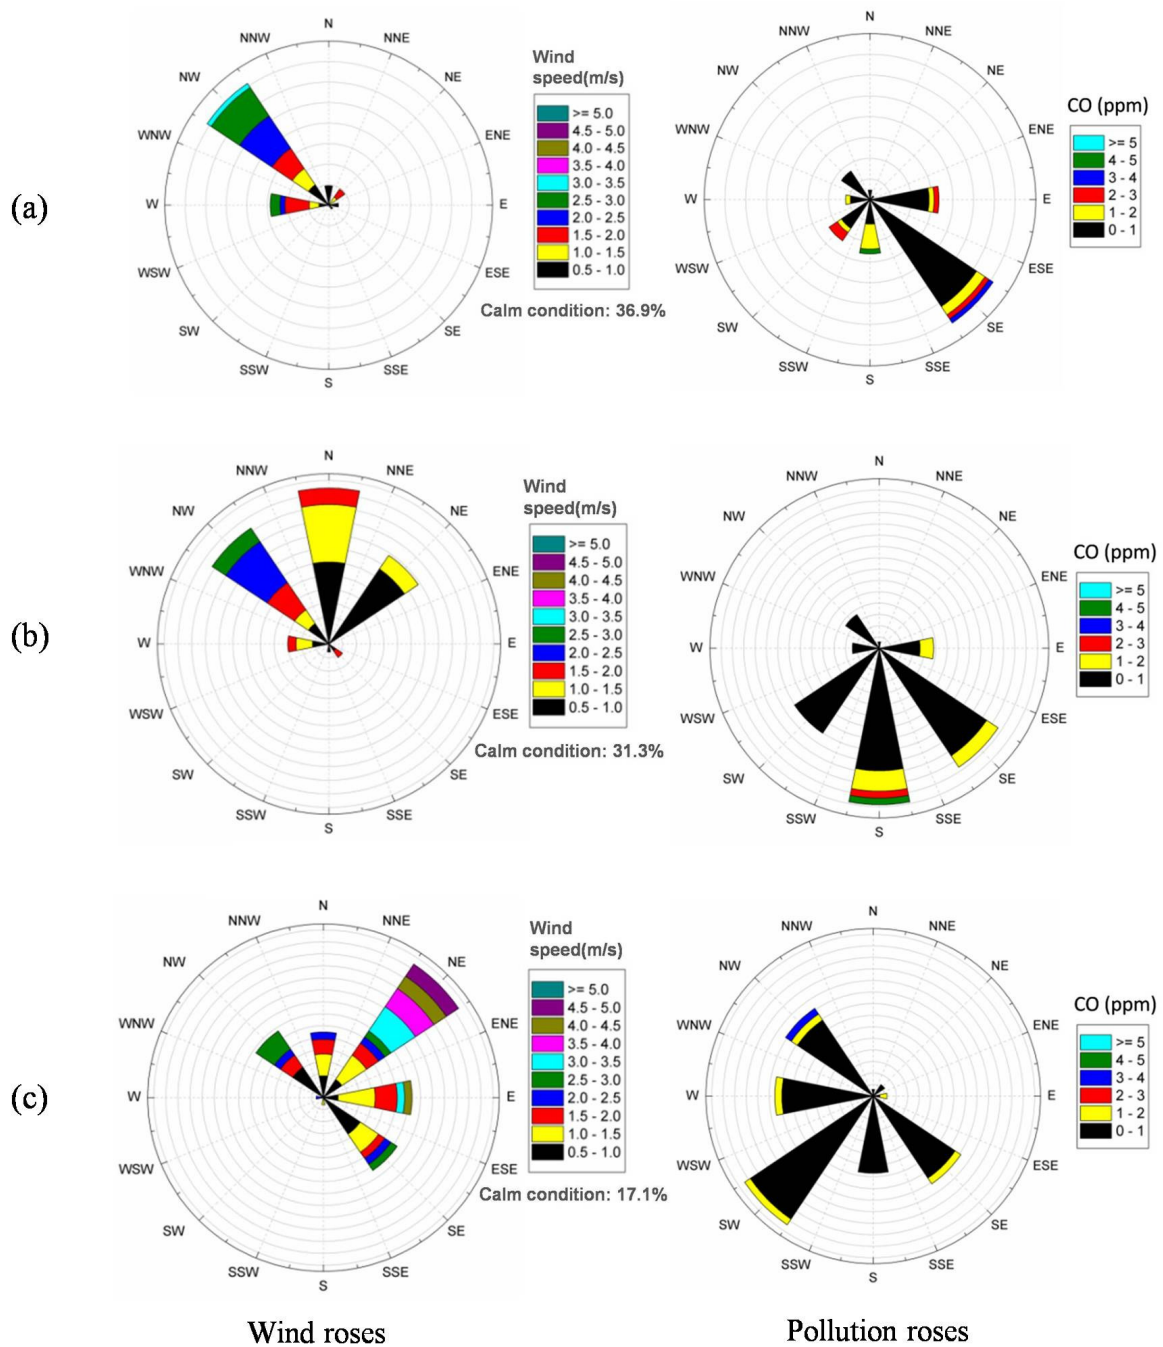 (a)
N
NNE
NE
ENE
E
ESE
SE
SSE
S
SSW
SW
WSW
W
WNW
NW
NNW
Wind
speed(m/s)
>= 5.0
4.5 - 5.0
4.0 - 4.5
3.5 - 4.0
3.0 - 3.5
2.5 - 3.0
2.0 - 2.5
1.5 - 2.0
1.0 - 1.5
0.5 - 1.0
Calm condition: 36.9%
N
NNE
NE
ENE
E
ESE
SE
SSE
S
SSW
SW
WSW
W
WNW
NW
NNW
CO (ppm)
>= 5
4 - 5
3 - 4
2 - 3
1 - 2
0 - 1
(b)
N
NNE
ENE
E
ESE
SE
SSE
S
SSW
SW
WSW
W
WNW
NW
NNW
Wind
speed(m/s)
>= 5.0
4.5 - 5.0
4.0 - 4.5
3.5 - 4.0
3.0 - 3.5
2.5 - 3.0
2.0 - 2.5
1.5 - 2.0
1.0 - 1.5
0.5 - 1.0
Calm condition: 31.3%
N
NNE
NE
ENE
E
ESE
SE
SSE
S
SSW
SW
WSW
W
WNW
NW
NNW
CO (ppm)
>= 5
4 - 5
3 - 4
2 - 3
1 - 2
0 - 1
(c)
N
NNE
NE
ENE
E
ESE
SE
SSE
S
SSW
SW
WSW
W
WNW
NW
NNW
Wind
speed(m/s)
>= 5.0
4.5 - 5.0
4.0 - 4.5
3.5 - 4.0
3.0 - 3.5
2.5 - 3.0
2.0 - 2.5
1.5 - 2.0
1.0 - 1.5
0.5 - 1.0
Calm condition: 17.1%
N
NNE
NE
ENE
E
ESE
SE
SSE
S
SSW
SW
WSW
W
WNW
NW
NNW
CO (ppm)
>= 5
4 - 5
3 - 4
2 - 3
1 - 2
0 - 1
Wind roses
Pollution roses